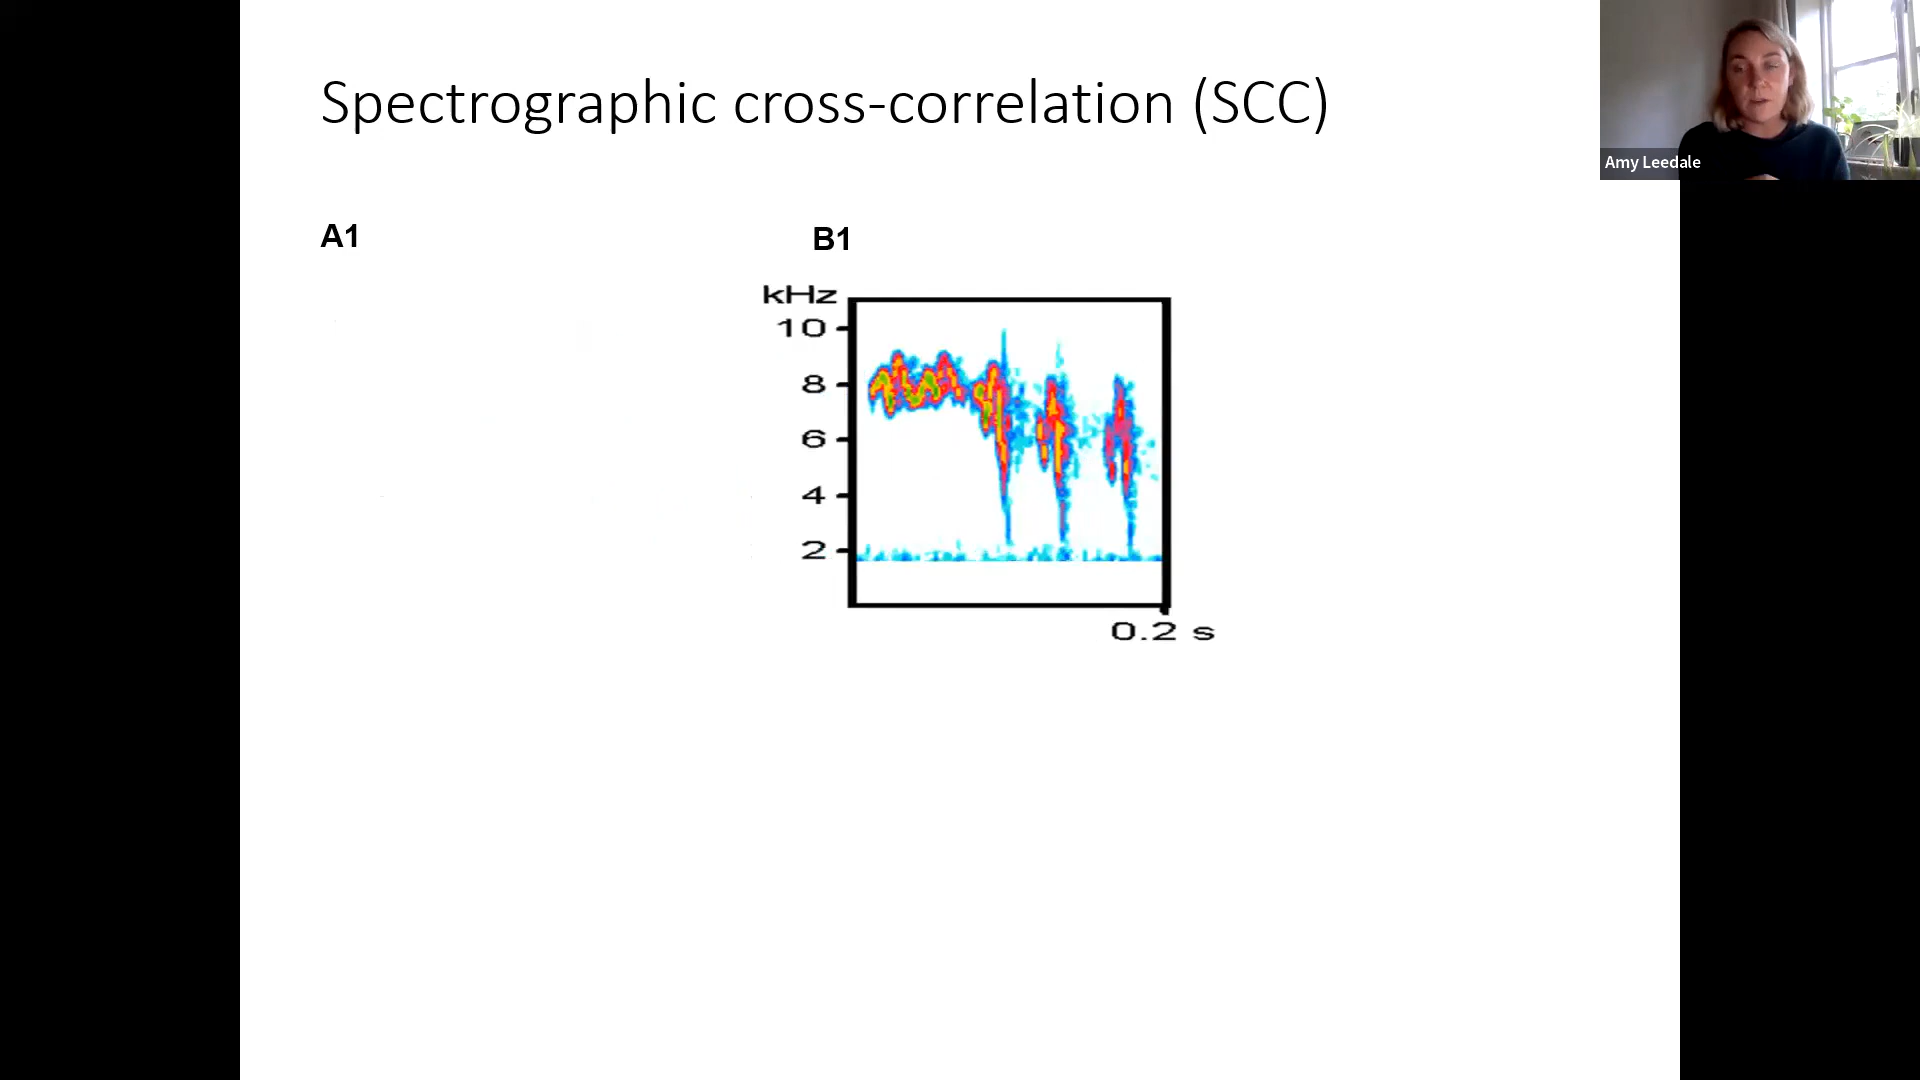 Spectrographic cross-correlation (SCC)
Amy Leedale
A1
B1
kHz
10
8
6
4
2
0.2 s